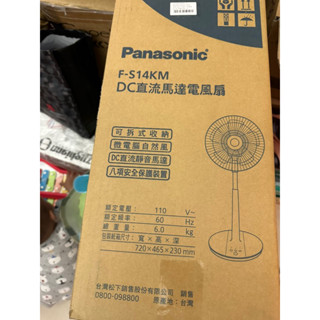 Panasonic
F-S14KM
DC直流馬達電風扇
可拆式收納
微電腦自然風
DC直流靜音馬達
八項安全保護裝置
額定電壓： 110 V~
額定頻率： 60 Hz
總重量： 6.0 kg
包裝紙箱尺寸：寬×高×深
720×465×230 mm
台灣松下銷售股份有限公司 銷售
0800-098800 產地：台灣